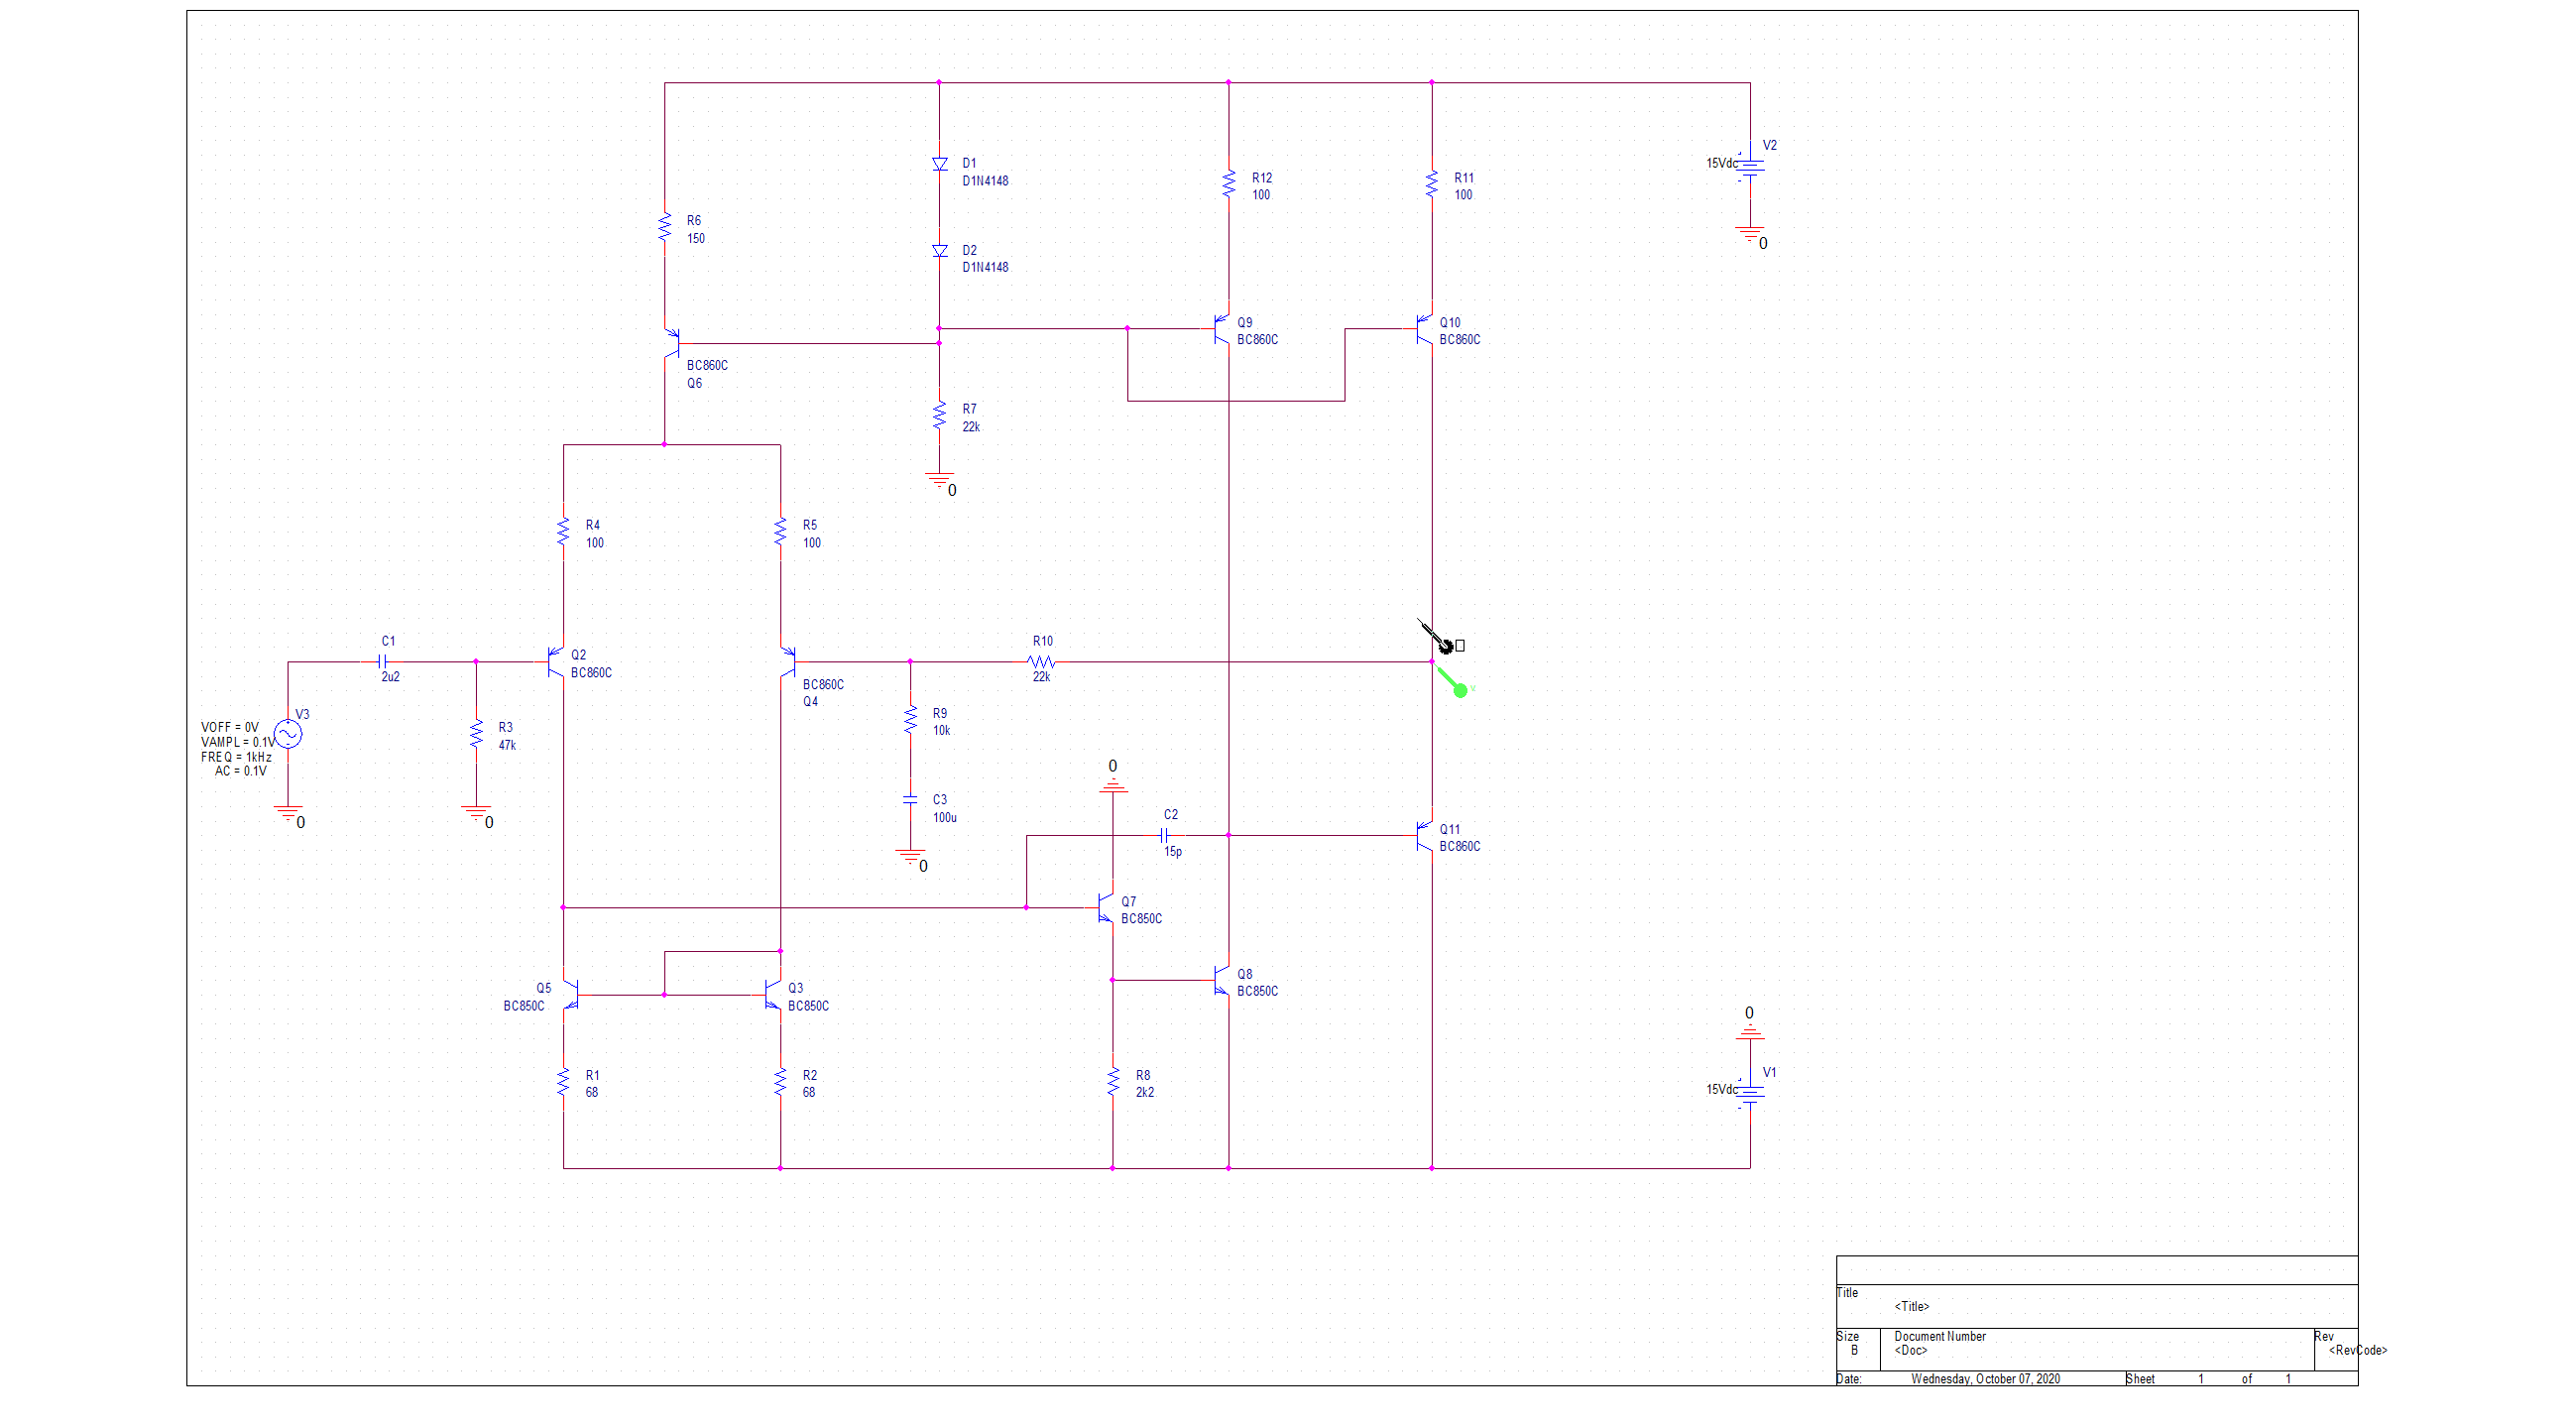 V2
15Vdc
0
D1
D1N4148
R12
100
R11
100
R6
150
D2
D1N4148
Q9
BC860C
Q10
BC860C
BC860C
Q6
R7
22k
0
R4
100
R5
100
C1
2u2
Q2
BC860C
BC860C
Q4
R10
22k
V3
VOFF = 0V
VAMPL = 0.1V
FREQ = 1kHz
AC = 0.1V
0
R3
47k
0
R9
10k
C3
100u
0
0
C2
15p
Q11
BC860C
Q7
BC850C
Q5
BC850C
Q3
BC850C
Q8
BC850C
R1
68
R2
68
R8
2k2
0
V1
15Vdc
Title
<Title>
Size
B
Document Number
<Doc>
Rev
<RevCode>
Date: Wednesday, October 07, 2020 Sheet 1 of 1